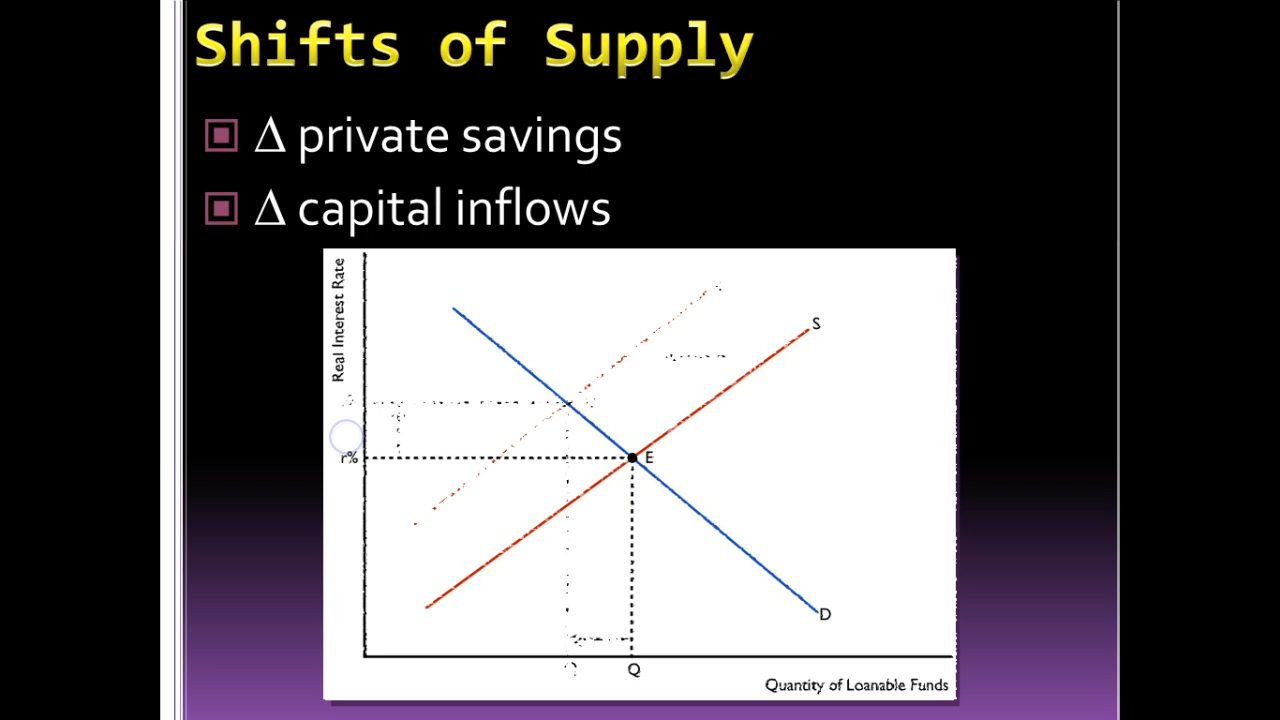 Shifts of Supply
Δ private savings
Δ capital inflows
Real Interest Rate
S
r%
E
D
Q
Quantity of Loanable Funds